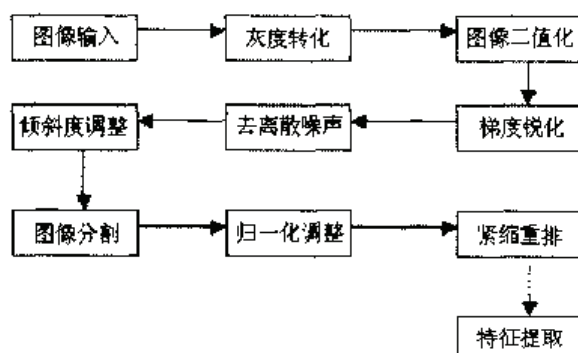 图像输入
灰度转化
图像二值化
梯度锐化
去离散噪声
倾斜度调整
图像分割
归一化调整
紧缩重排
特征提取